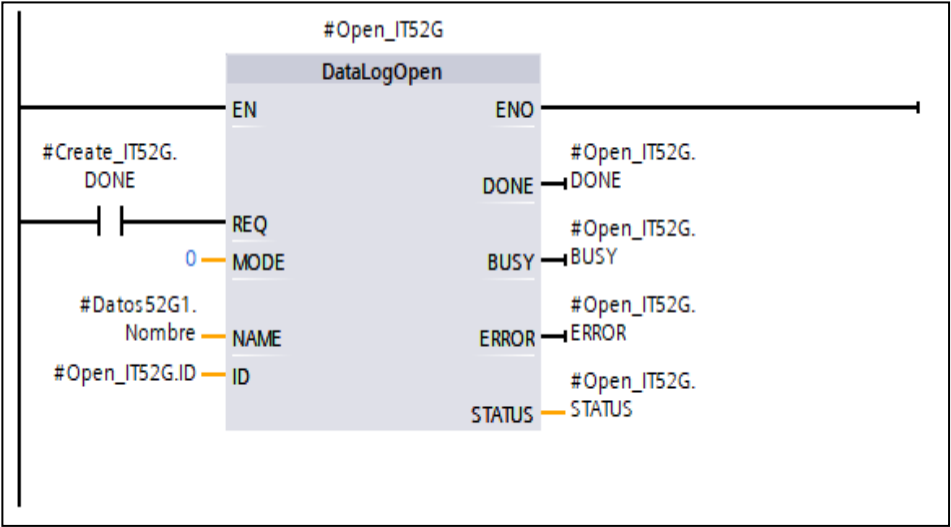 #Open_IT52G
DataLogOpen
EN
ENO
#Create_IT52G.
DONE
#Open_IT52G.
DONE
DONE
REQ
#Open_IT52G.
BUSY
0
MODE
BUSY
#Datos52G1.
Nombre
NAME
#Open_IT52G.
ERROR
ERROR
#Open_IT52G.ID
ID
#Open_IT52G.
STATUS
STATUS